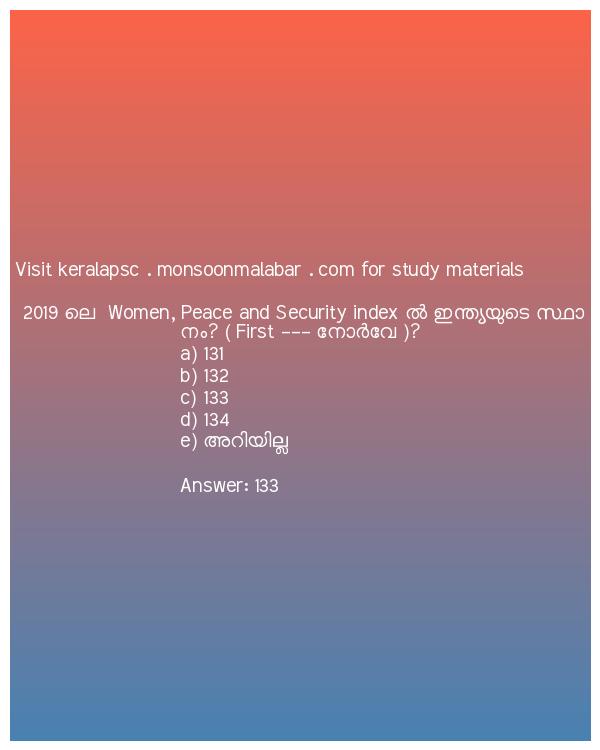 Visit keralapsc . monsoonmalabar . com for study materials
2019 ലെ  Women, Peace and Security index ൽ ഇന്ത്യയുടെ സ്ഥാ
നം? ( First --- നോർവേ )?
a) 131
b) 132
c) 133
d) 134
e) അറിയില്ല
Answer: 133